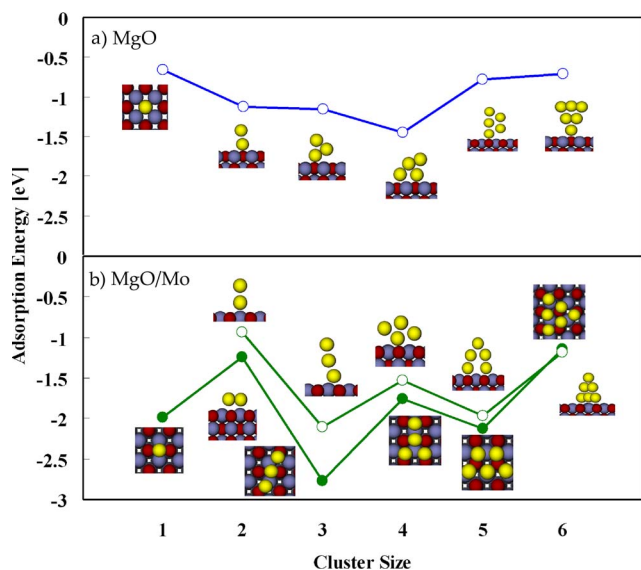 0
a) MgO
-0.5
-1
-1.5
-2
-2.5
0
b) MgO/Mo
-0.5
-1
-1.5
-2
-2.5
-3
Adsorption Energy [eV]
1 2 3 4 5 6
Cluster Size